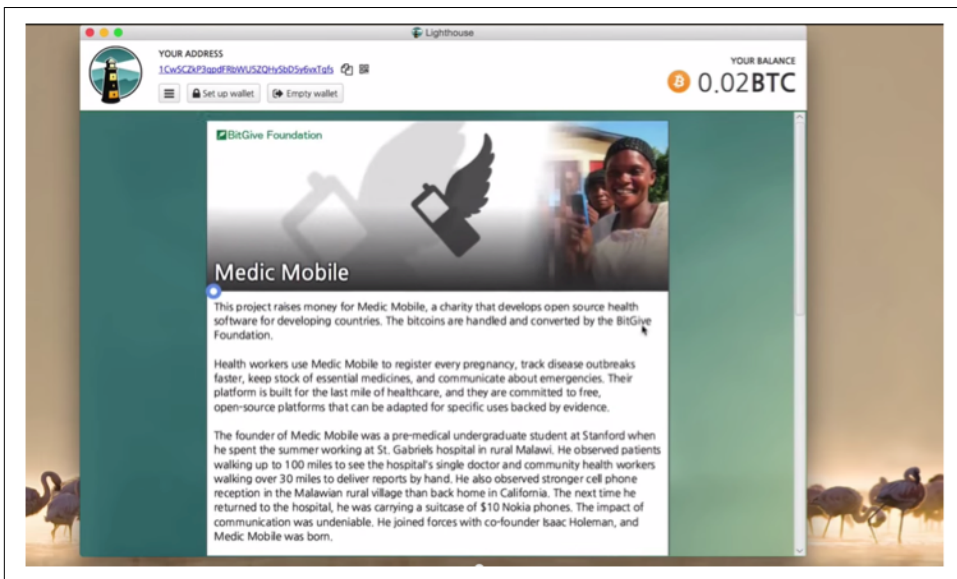 Lighthouse
YOUR ADDRESS
Set up wallet
Empty wallet
YOUR BALANCE
0.02BTC
BitGive Foundation
Medic Mobile
This project raises money for Medic Mobile, a charity that develops open source health
software for developing countries. The bitcoins are handled and converted by the BitGive
Foundation.
Health workers use Medic Mobile to register every pregnancy, track disease outbreaks
faster, keep stock of essential medicines, and communicate about emergencies. Their
platform is built for the last mile of healthcare, and they are committed to free,
open-source platforms that can be adapted for specific uses backed by evidence.
The founder of Medic Mobile was a pre-medical undergraduate student at Stanford when
he spent the summer working at St. Gabriels hospital in rural Malawi. He observed patients
walking up to 100 miles to see the hospital's single doctor and community health workers
walking over 30 miles to deliver reports by hand. He also observed stronger cell phone
reception in the Malawian rural village than back home in California. The next time he
returned to the hospital, he was carrying a suitcase of $10 Nokia phones. The impact of
communication was undeniable. He joined forces with co-founder Isaac Holeman, and
Medic Mobile was born.